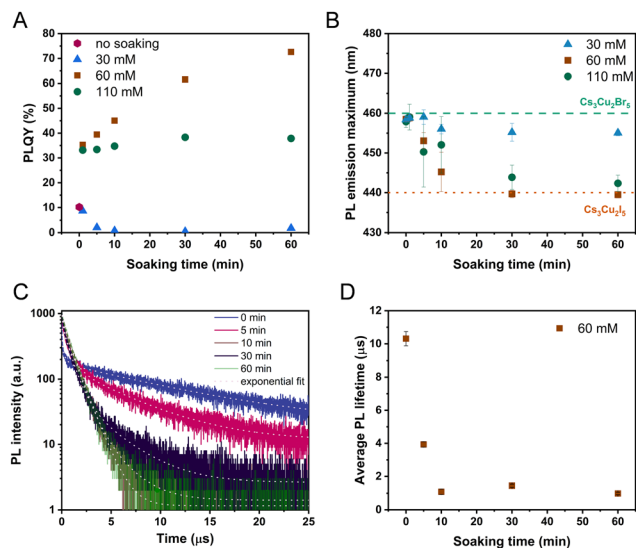 A
no soaking
30 mM
60 mM
110 mM
PLQY (%)
80
70
60
50
40
30
20
10
0
0 10 20 30 40 50 60
Soaking time (min)
B
30 mM
60 mM
110 mM
Cs₃Cu₂Br₅
Cs₃Cu₂I₅
PL emission maximum (nm)
480
470
460
450
440
430
0 10 20 30 40 50 60
Soaking time (min)
C
0 min
5 min
10 min
30 min
60 min
exponential fit
PL intensity (a.u.)
1000
100
10
1
0 5 10 15 20 25
Time (μs)
D
60 mM
Average PL lifetime (μs)
12
10
8
6
4
2
0
0 10 20 30 40 50 60
Soaking time (min)